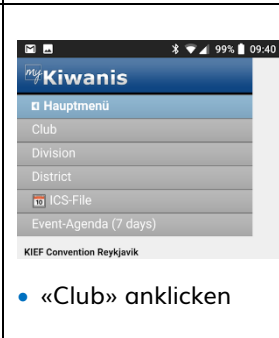 99% 09:40
myKiwanis
Hauptmenü
Club
Division
District
ICS-File
Event-Agenda (7 days)
KIEF Convention Reykjavik
• «Club» anklicken